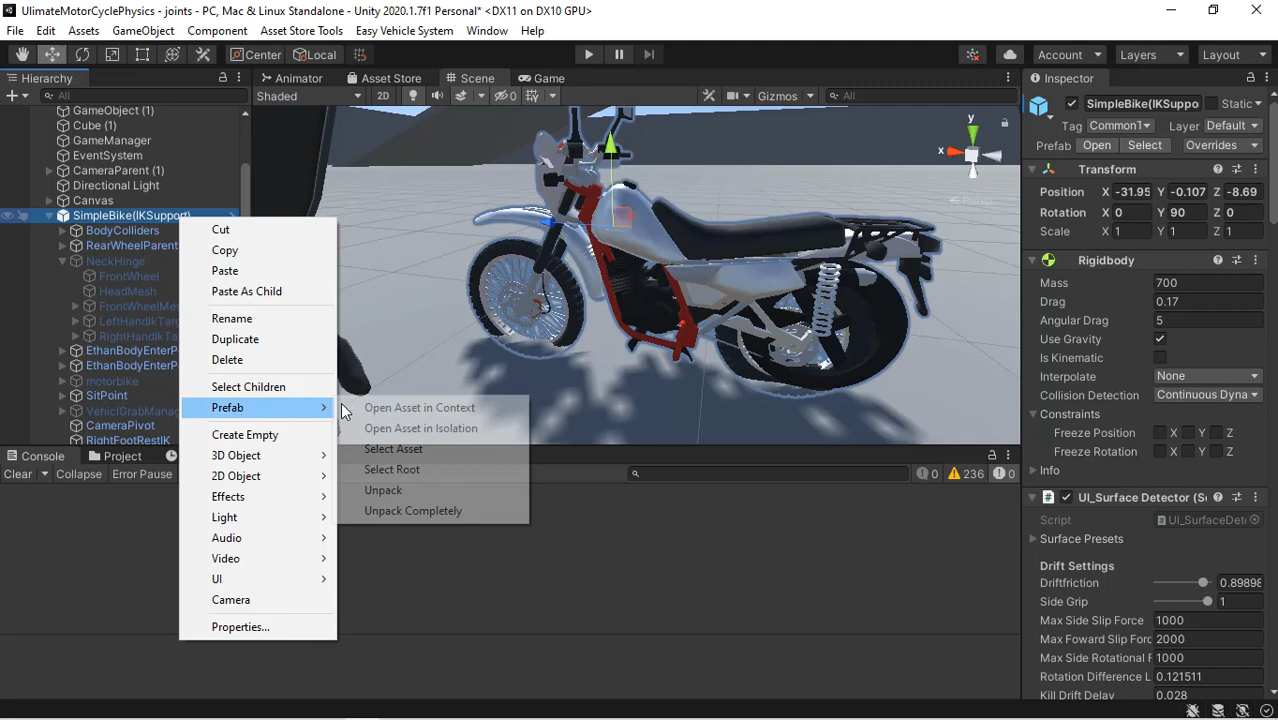 UlimateMotorCyclePhysics - joints - PC, Mac & Linux Standalone - Unity 2020.1.7f1 Personal* <DX11 on DX10 GPU>
File Edit Assets GameObject Component Asset Store Tools Easy Vehicle System Window Help
Center Local Account Layers Layout
Hierarchy
All
GameObject (1)
Cube (1)
GameManager
EventSystem
CameraParent (1)
Directional Light
Canvas
SimpleBike(IKSupport)
BodyColliders
RearWheelParent
NeckHinge
FrontWheel
HeadMesh
FrontWheelMes
LeftHandIkTarg
RightHandIkTa
EthanBodyEnterP
EthanBodyEnterP
motorbike
SitPoint
VehiclGrabMana
CameraPivot
RightFootRestIK
Cut
Copy
Paste
Paste As Child
Rename
Duplicate
Delete
Select Children
Prefab
Create Empty
3D Object
2D Object
Effects
Light
Audio
Video
UI
Camera
Properties...
Open Asset in Context
Open Asset in Isolation
Select Asset
Select Root
Unpack
Unpack Completely
Animator Asset Store Scene Game
Shaded 2D 0 Gizmos All
y
x
Persp
Console Project
Clear Collapse Error Pause
0 236 0
Inspector
SimpleBike(IKSuppo Static
Tag CommonT Layer Default
Prefab Open Select Overrides
Transform
Position X -31.95 Y -0.107 Z -8.69
Rotation X 0 Y 90 Z 0
Scale X 1 Y 1 Z 1
Rigidbody
Mass 700
Drag 0.17
Angular Drag 5
Use Gravity
Is Kinematic
Interpolate None
Collision Detection Continuous Dyna
Constraints
Freeze Position X Y Z
Freeze Rotation X Y Z
Info
UI_Surface Detector (S
Script UI_SurfaceDete
Surface Presets
Drift Settings
Driftfriction 0.89898
Side Grip 1
Max Side Slip Force 1000
Max Foward Slip Forc 2000
Max Side Rotational F 1000
Rotation Difference L 0.121511
Kill Drift Delay 0.028